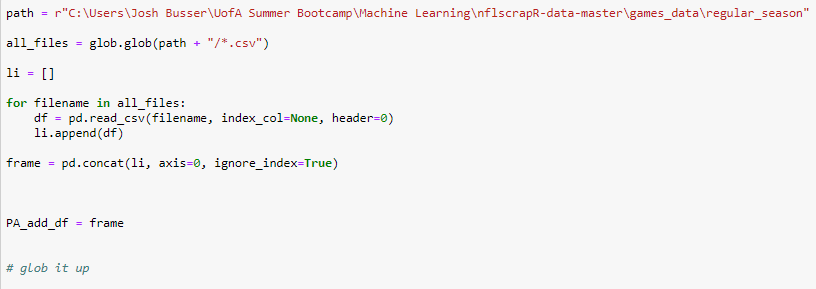 path = r"C:\Users\Josh Busser\UofA Summer Bootcamp\Machine Learning\nflscrapR-data-master\games_data\regular_season"
all_files = glob.glob(path + "/*.csv")
li = []
for filename in all_files:
    df = pd.read_csv(filename, index_col=None, header=0)
    li.append(df)
frame = pd.concat(li, axis=0, ignore_index=True)
PA_add_df = frame
# glob it up